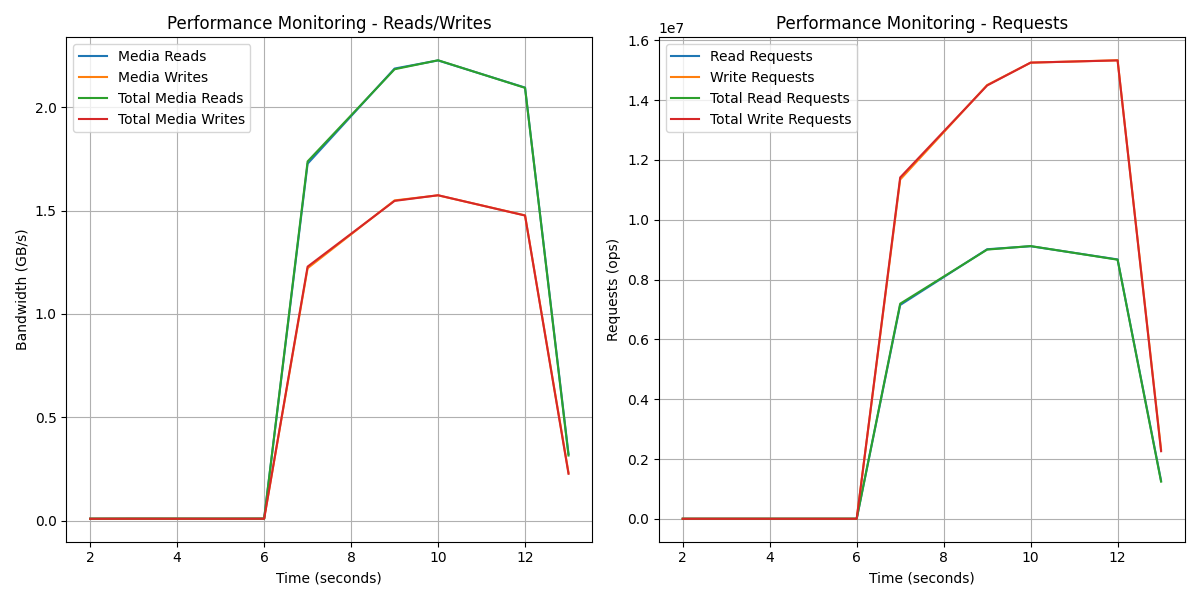 Performance Monitoring - Reads/Writes
Media Reads
Media Writes
Total Media Reads
Total Media Writes
Bandwidth (GB/s)
2.0
1.5
1.0
0.5
0.0
2 4 6 8 10 12
Time (seconds)
Performance Monitoring - Requests
1e7
Read Requests
Write Requests
Total Read Requests
Total Write Requests
Requests (ops)
1.6
1.4
1.2
1.0
0.8
0.6
0.4
0.2
0.0
2 4 6 8 10 12
Time (seconds)